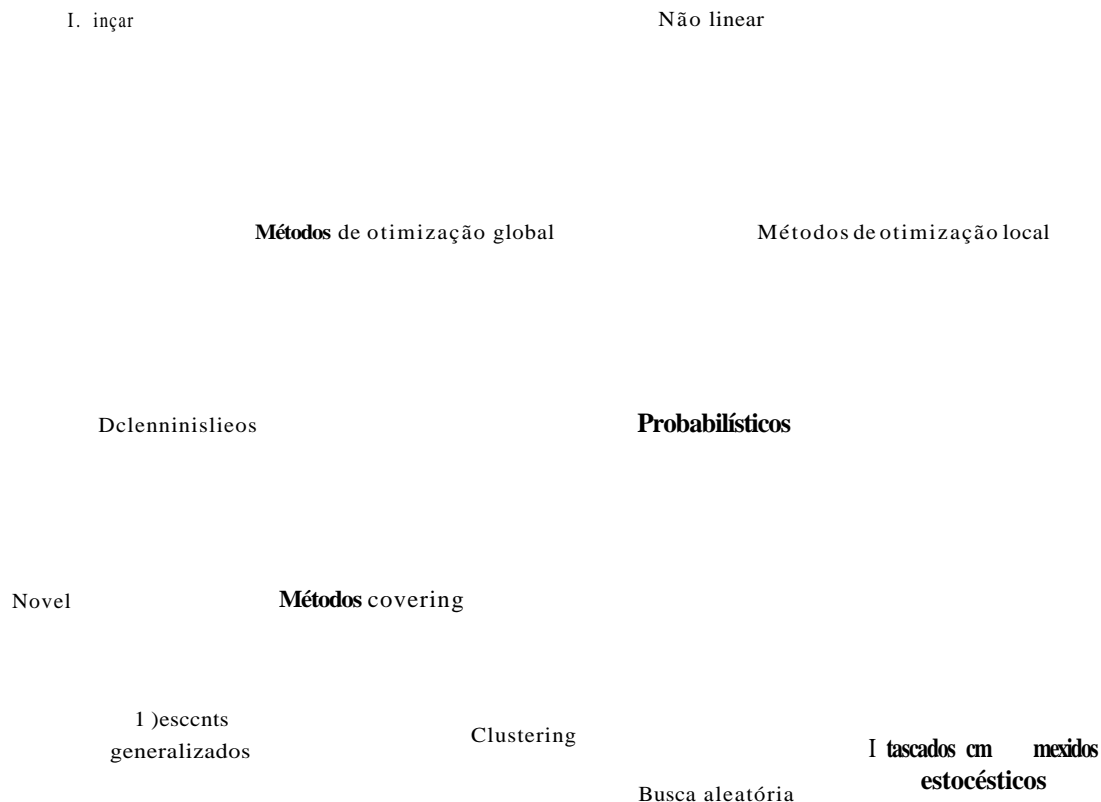 I. inçar
Não linear
Métodos de otimização global
Métodos de otimização local
Dclenninislieos
Probabilísticos
Novel
Métodos covering
1 )esccnts
generalizados
Clustering
I tascados cm mexidos
estocésticos
Busca aleatória